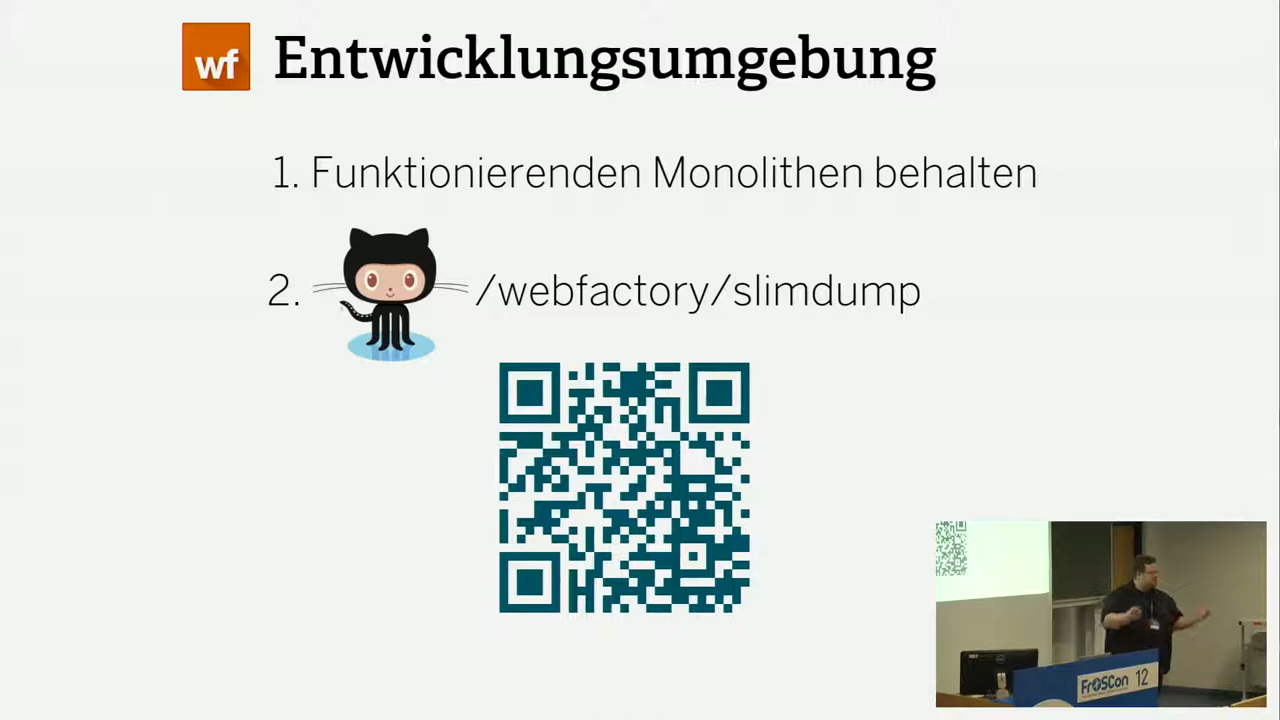 wf Entwicklungsumgebung
1. Funktionierenden Monolithen behalten
2. /webfactory/slimdump
FrOSCon 12